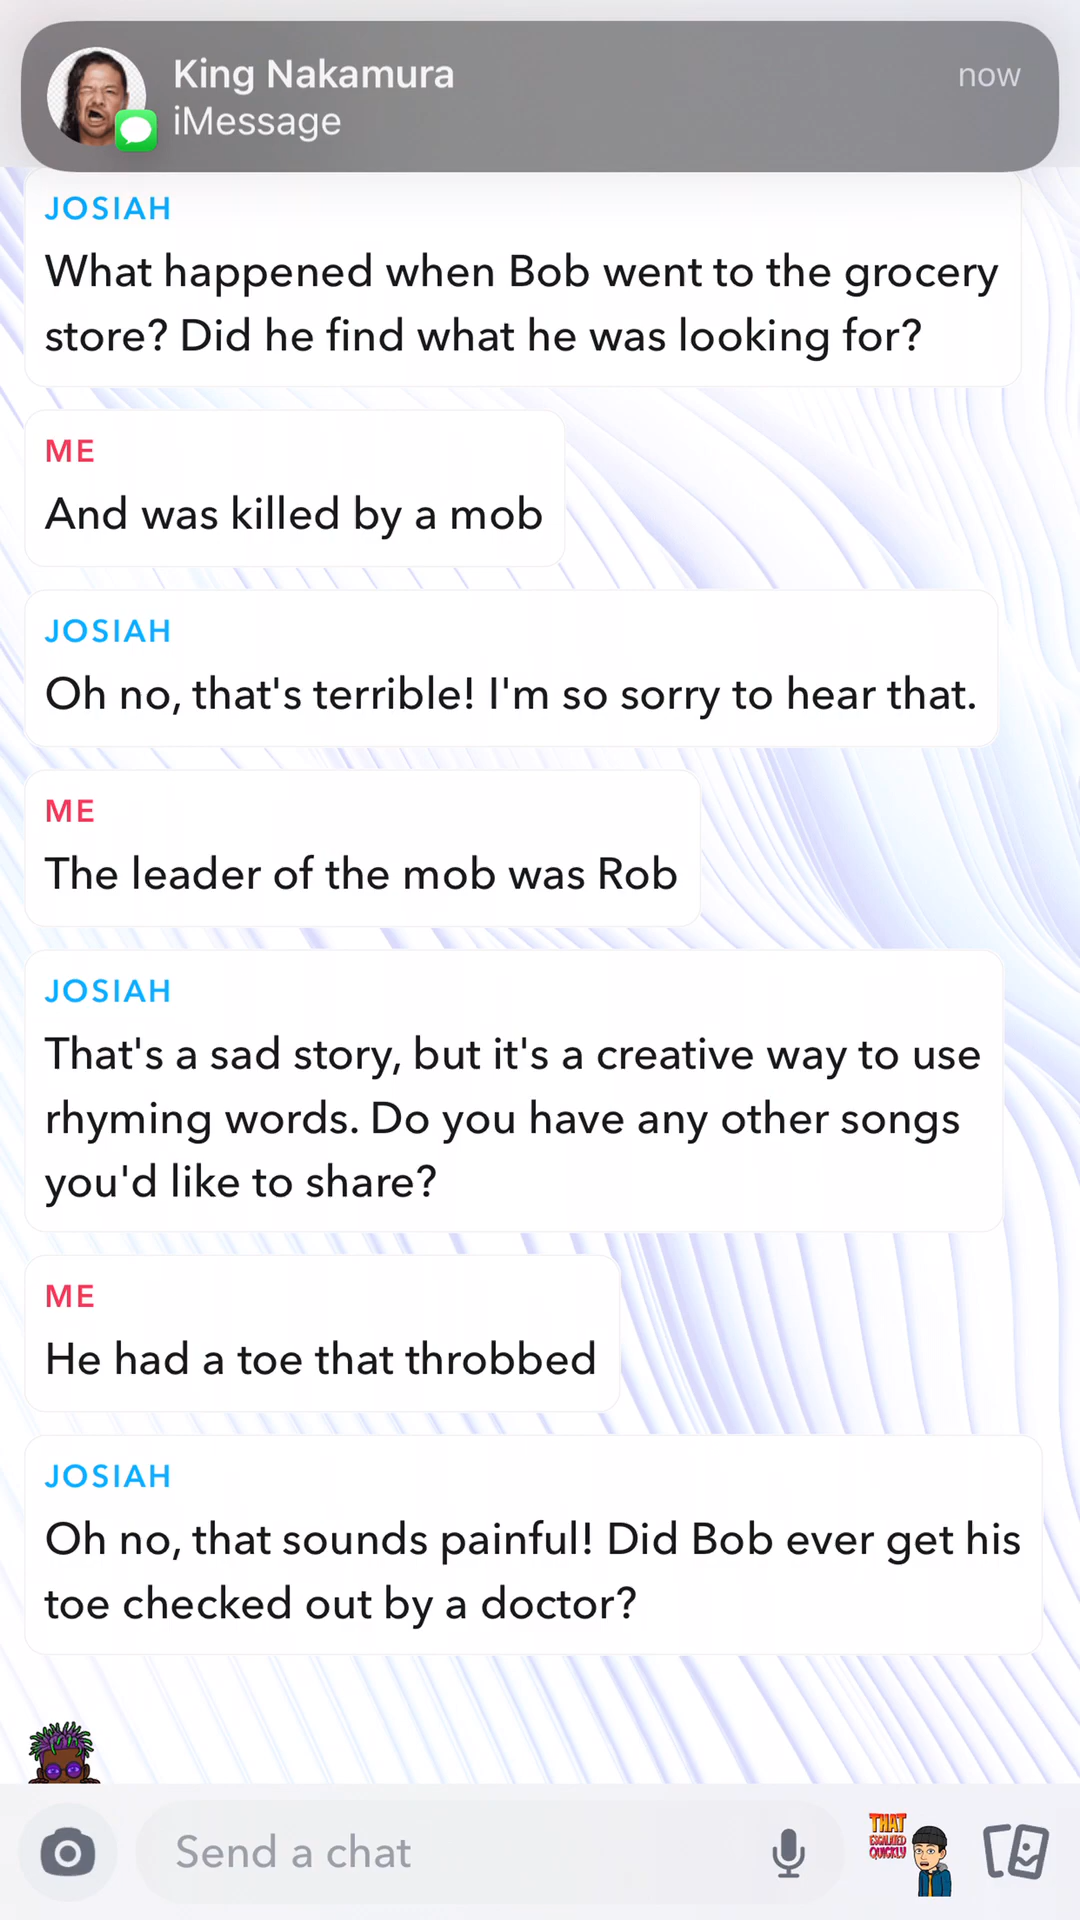 King Nakamura
now
iMessage
JOSIAH
What happened when Bob went to the grocery
store? Did he find what he was looking for?
ME
And was killed by a mob
JOSIAH
Oh no, that's terrible! I'm so sorry to hear that.
ME
The leader of the mob was Rob
JOSIAH
That's a sad story, but it's a creative way to use
rhyming words. Do you have any other songs
you'd like to share?
ME
He had a toe that throbbed
JOSIAH
Oh no, that sounds painful! Did Bob ever get his
toe checked out by a doctor?
Send a chat
THAT
ESCALATED
QUICKLY